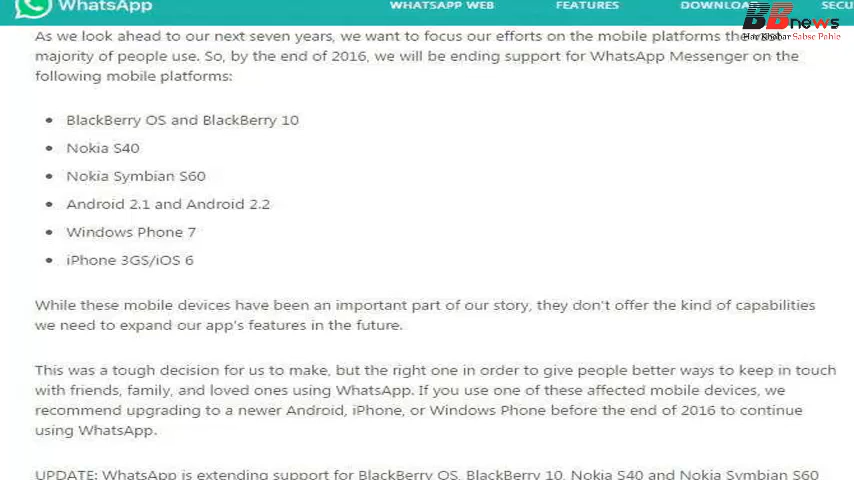 WhatsApp
WHATSAPP WEB FEATURES DOWNLOAD SECU
BBnews
Har Khabar Sabse Pahle
As we look ahead to our next seven years, we want to focus our efforts on the mobile platforms the
majority of people use. So, by the end of 2016, we will be ending support for WhatsApp Messenger on the
following mobile platforms:
BlackBerry OS and BlackBerry 10
Nokia S40
Nokia Symbian S60
Android 2.1 and Android 2.2
Windows Phone 7
iPhone 3GS/iOS 6
While these mobile devices have been an important part of our story, they don't offer the kind of capabilities
we need to expand our app's features in the future.
This was a tough decision for us to make, but the right one in order to give people better ways to keep in touch
with friends, family, and loved ones using WhatsApp. If you use one of these affected mobile devices, we
recommend upgrading to a newer Android, iPhone, or Windows Phone before the end of 2016 to continue
using WhatsApp.
UPDATE: WhatsApp is extending support for BlackBerry OS, BlackBerry 10, Nokia S40 and Nokia Symbian S60